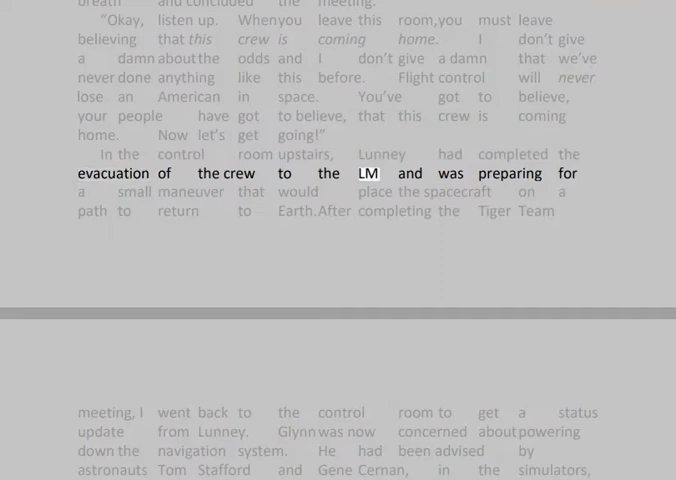 breath and concluded the meeting.
“Okay, listen up. When you leave this room, you must leave
believing that this crew is coming home. I don’t give
a damn about the odds and I don’t give a damn that we’ve
never done anything like this before. Flight control will never
lose an American in space. You’ve got to believe,
your people have got to believe, that this crew is coming
home. Now let’s get going!”
In the control room upstairs, Lunney had completed the
evacuation of the crew to the LM and was preparing for
a small maneuver that would place the spacecraft on a
path to return to Earth. After completing the Tiger Team
meeting, I went back to the control room to get a status
update from Lunney. Glynn was now concerned about powering
down the navigation system. He had been advised by
astronauts Tom Stafford and Gene Cernan, in the simulators,